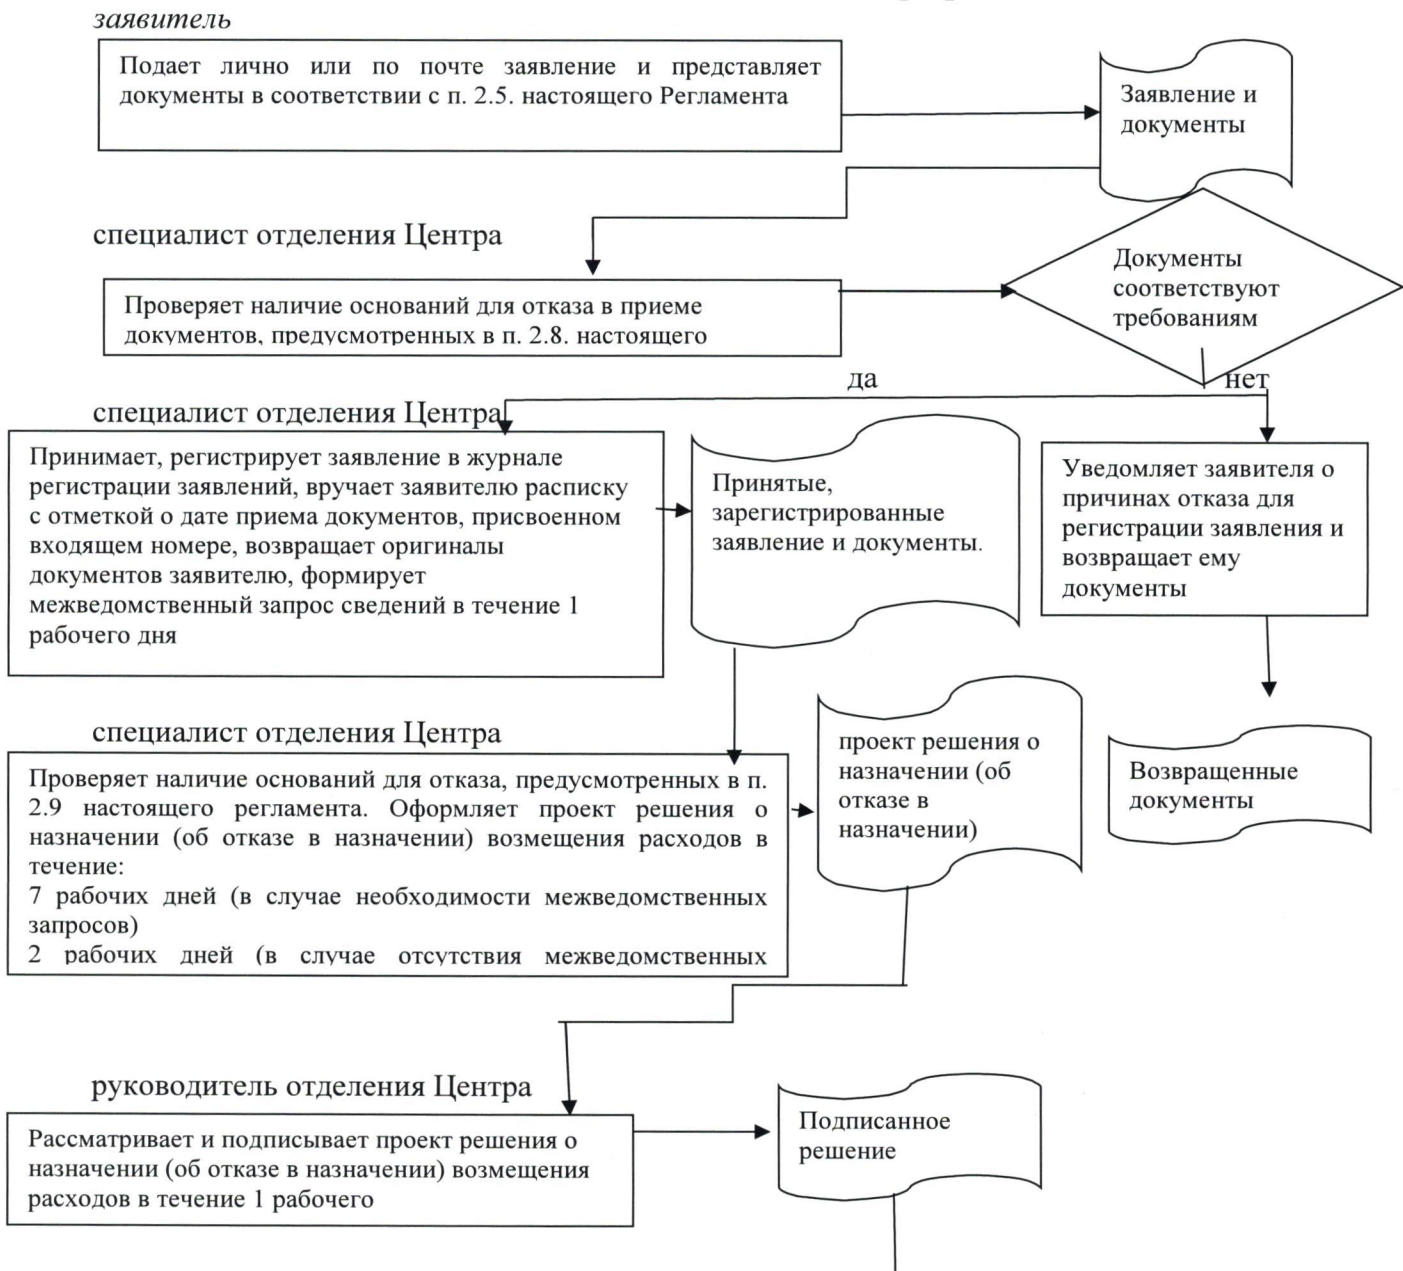 заявитель
Подает лично или по почте заявление и представляет
документы в соответствии с п. 2.5. настоящего Регламента
Заявление и
документы
специалист отделения Центра
Проверяет наличие оснований для отказа в приеме
документов, предусмотренных в п. 2.8. настоящего
Документы
соответствуют
требованиям
да
нет
специалист отделения Центра
Принимает, регистрирует заявление в журнале
регистрации заявлений, вручает заявителю расписку
с отметкой о дате приема документов, присвоенном
входящем номере, возвращает оригиналы
документов заявителю, формирует
межведомственный запрос сведений в течение 1
рабочего дня
Принятые,
зарегистрированные
заявление и документы.
Уведомляет заявителя о
причинах отказа для
регистрации заявления и
возвращает ему
документы
специалист отделения Центра
Проверяет наличие оснований для отказа, предусмотренных в п.
2.9 настоящего регламента. Оформляет проект решения о
назначении (об отказе в назначении) возмещения расходов в
течение:
7 рабочих дней (в случае необходимости межведомственных
запросов)
2 рабочих дней (в случае отсутствия межведомственных
проект решения о
назначении (об
отказе в
назначении)
Возвращенные
документы
руководитель отделения Центра
Рассматривает и подписывает проект решения о
назначении (об отказе в назначении) возмещения
расходов в течение 1 рабочего
Подписанное
решение